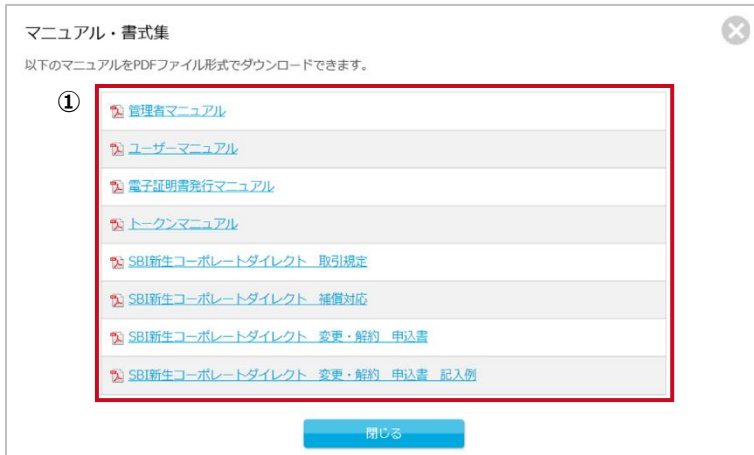 マニュアル・書式集
以下のマニュアルをPDFファイル形式でダウンロードできます。
①
管理者マニュアル
ユーザーマニュアル
電子証明書発行マニュアル
トークンマニュアル
SBI新生コーポレートダイレクト　取引規定
SBI新生コーポレートダイレクト　補償対応
SBI新生コーポレートダイレクト　変更・解約　申込書
SBI新生コーポレートダイレクト　変更・解約　申込書　記入例
閉じる